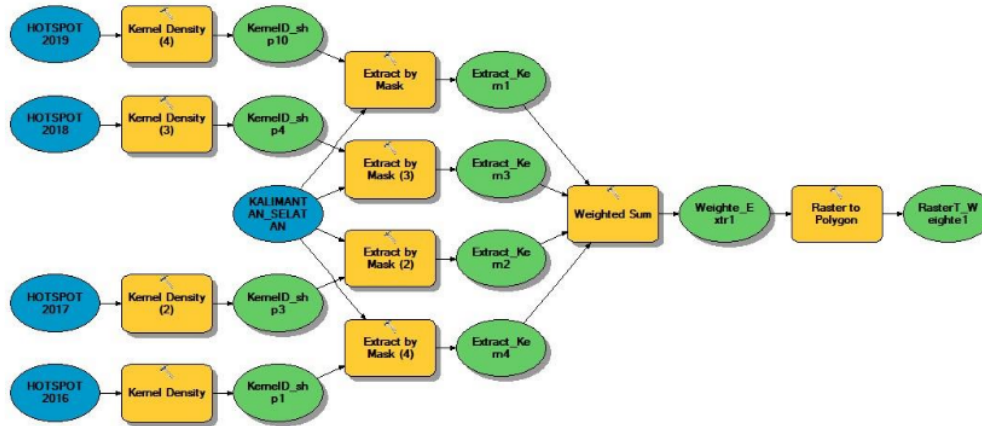 HOTSPOT
2019
Kernel Density
(4)
KernelD_sh
p10
Extract by
Mask
Extract_Ke
rn1
HOTSPOT
2018
Kernel Density
(3)
KernelD_sh
p4
Extract by
Mask (3)
Extract_Ke
rn3
KALIMANT
AN_SELAT
AN
Weighted Sum
Weighte_E
xtr1
Raster to
Polygon
RasterT_W
eighte1
Extract by
Mask (2)
Extract_Ke
rn2
HOTSPOT
2017
Kernel Density
(2)
KernelD_sh
p3
Extract by
Mask (4)
Extract_Ke
rn4
HOTSPOT
2016
Kernel Density
KernelD_sh
p1